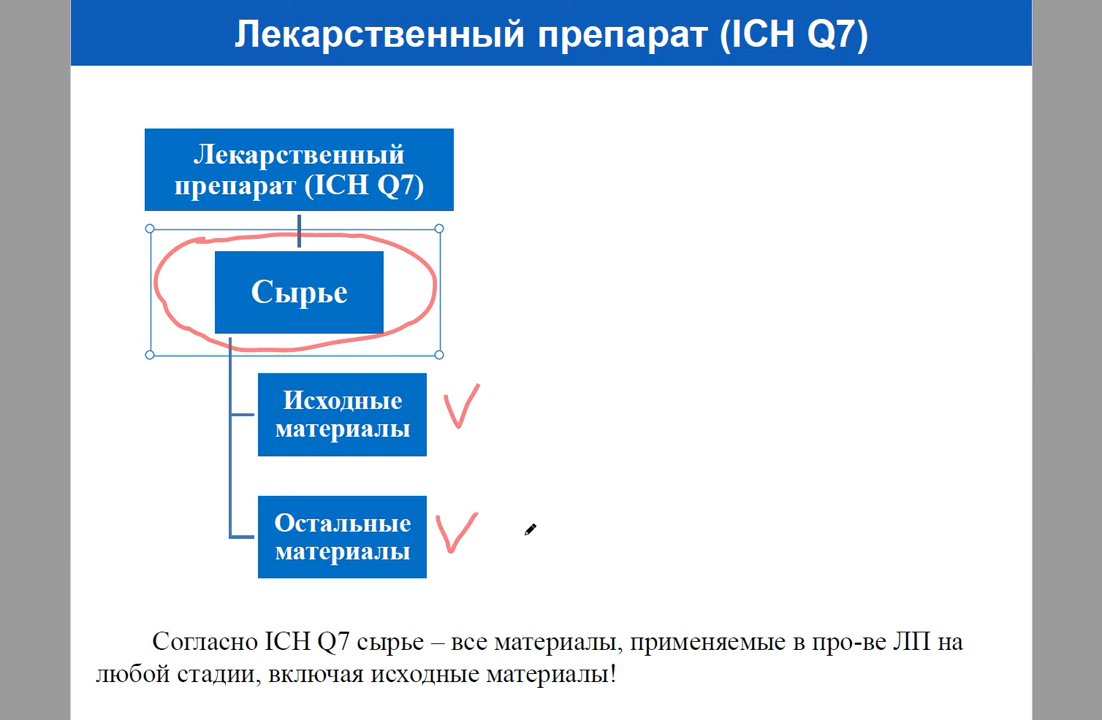 Лекарственный препарат (ICH Q7)
Лекарственный
препарат (ICH Q7)
Сырье
Исходные
материалы
Остальные
материалы
Согласно ICH Q7 сырье – все материалы, применяемые в про-ве ЛП на
любой стадии, включая исходные материалы!